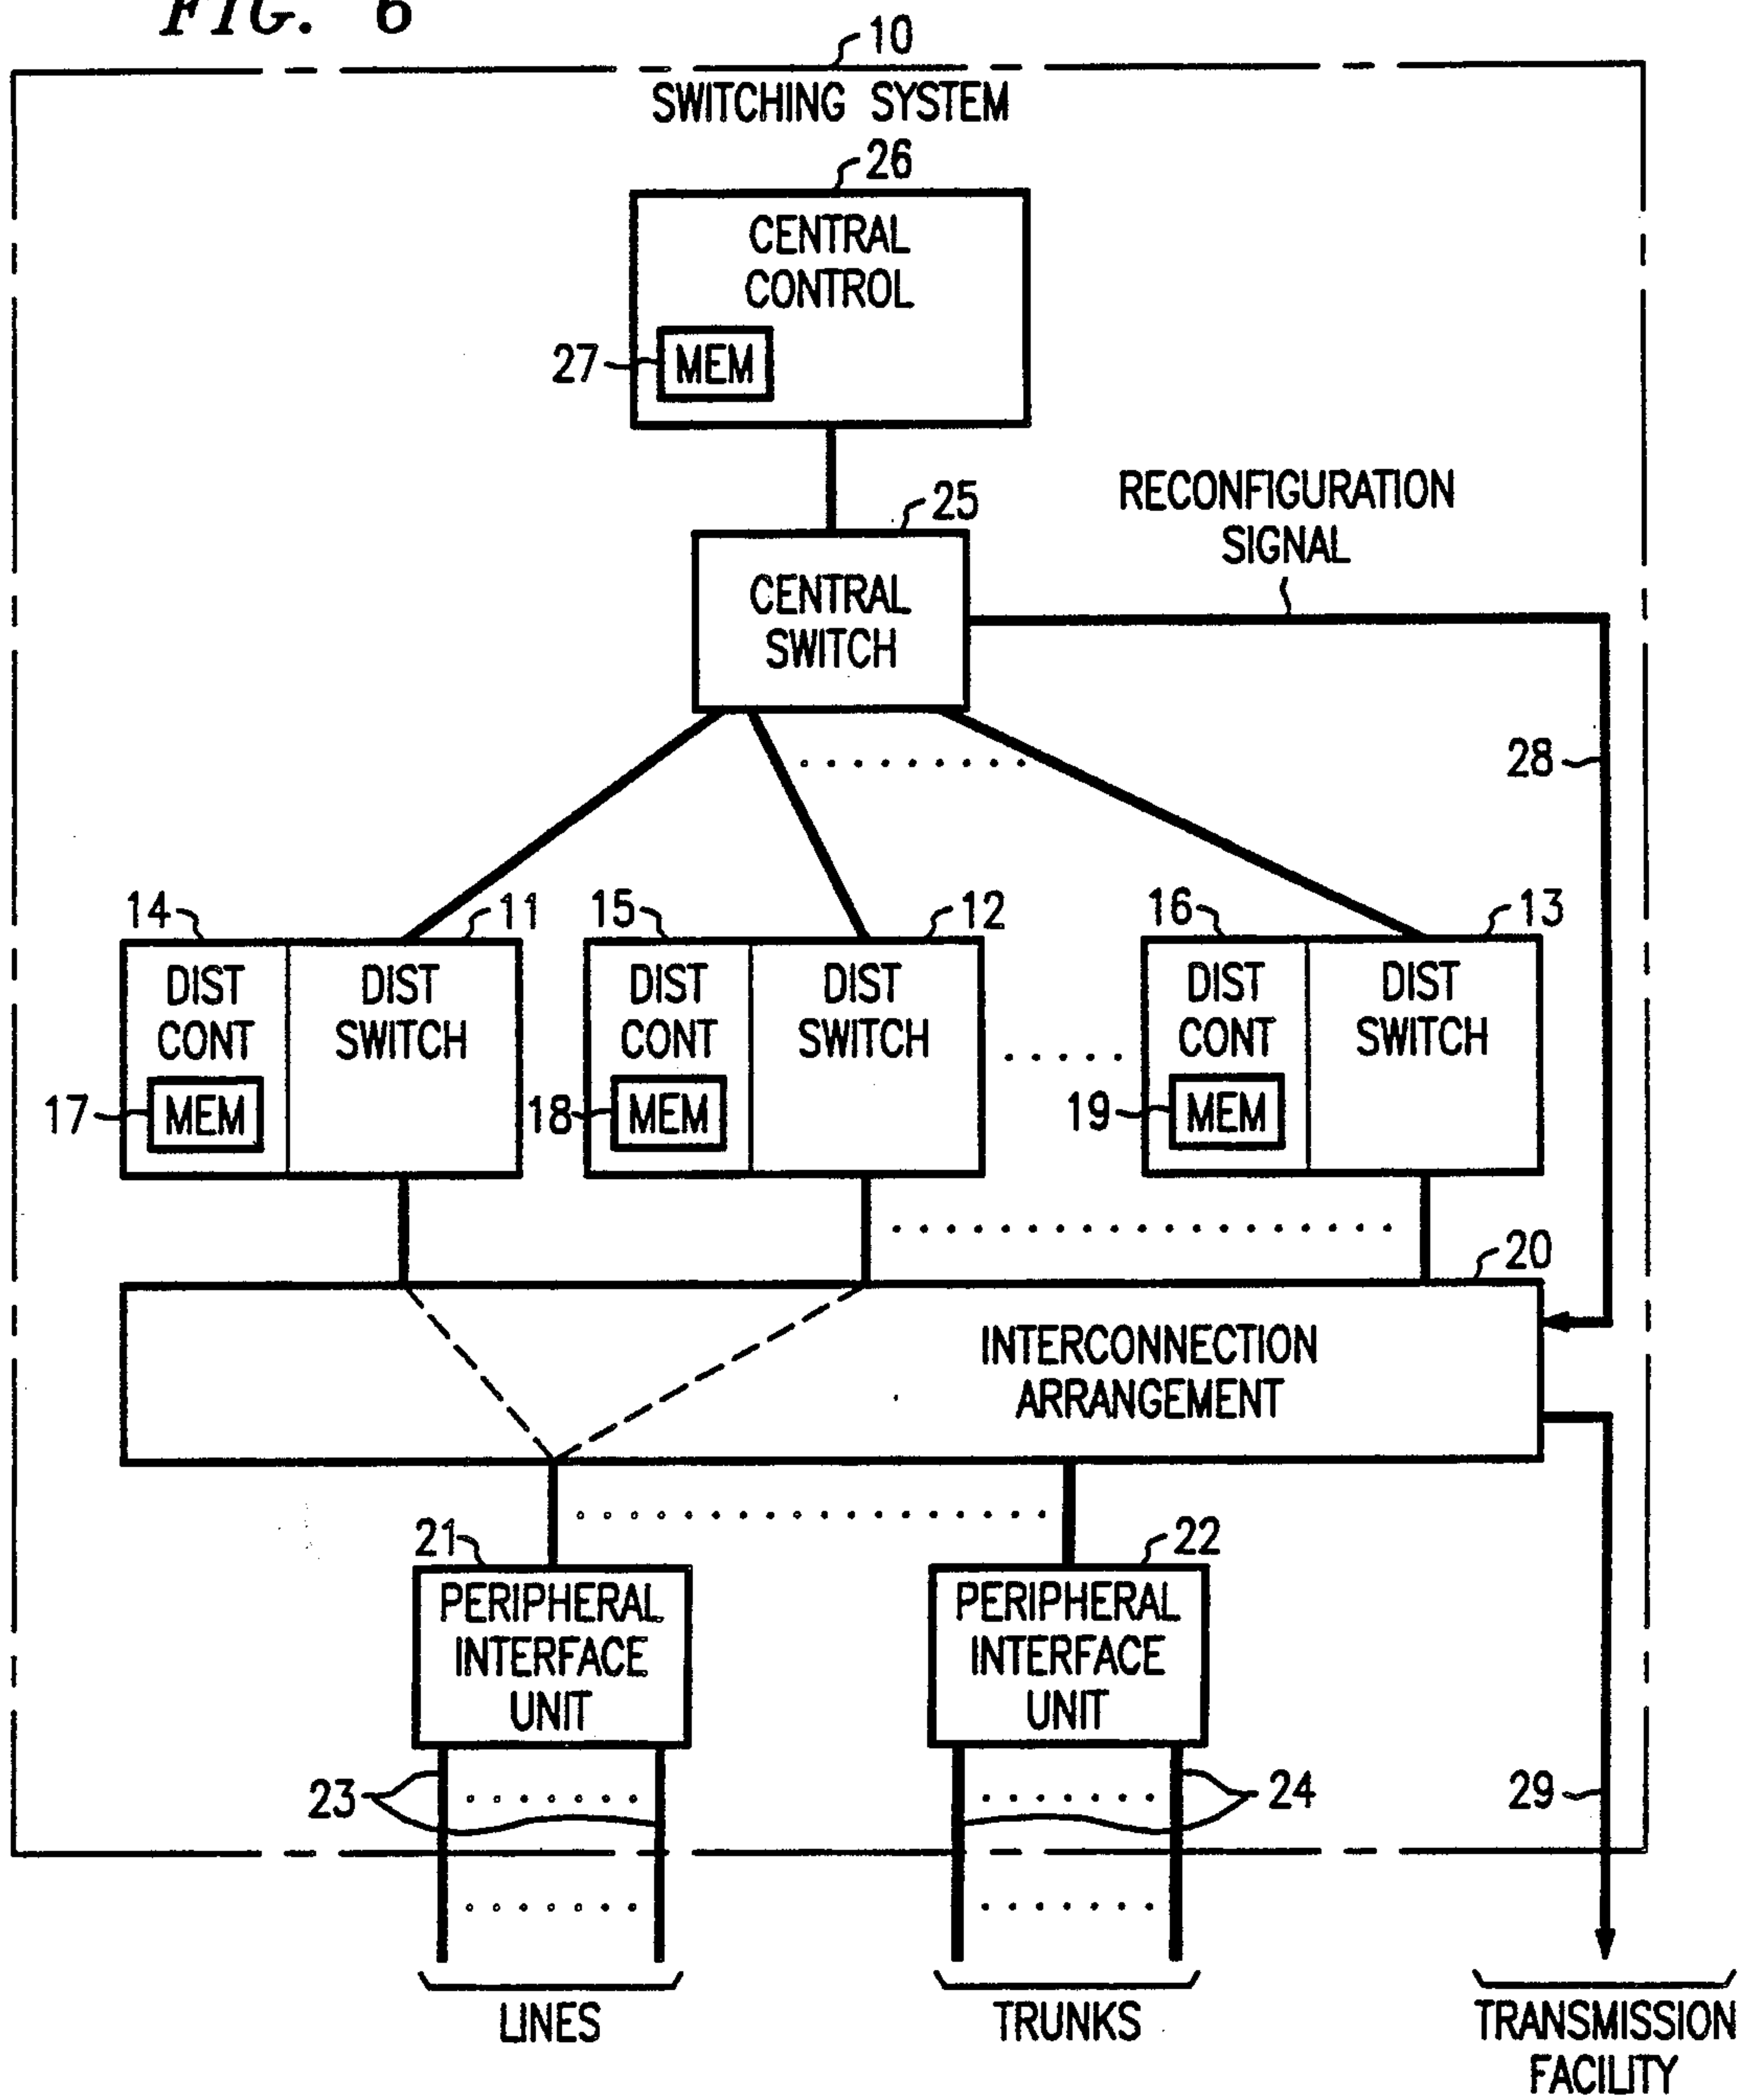 FIG. 6
10
SWITCHING SYSTEM
26
CENTRAL
CONTROL
27
MEM
25
RECONFIGURATION
SIGNAL
CENTRAL
SWITCH
28
14
11
15
12
16
13
DIST
CONT
DIST
SWITCH
DIST
CONT
DIST
SWITCH
DIST
CONT
DIST
SWITCH
17
MEM
18
MEM
19
MEM
20
INTERCONNECTION
ARRANGEMENT
21
22
PERIPHERAL
INTERFACE
UNIT
PERIPHERAL
INTERFACE
UNIT
23
24
29
LINES
TRUNKS
TRANSMISSION
FACILITY